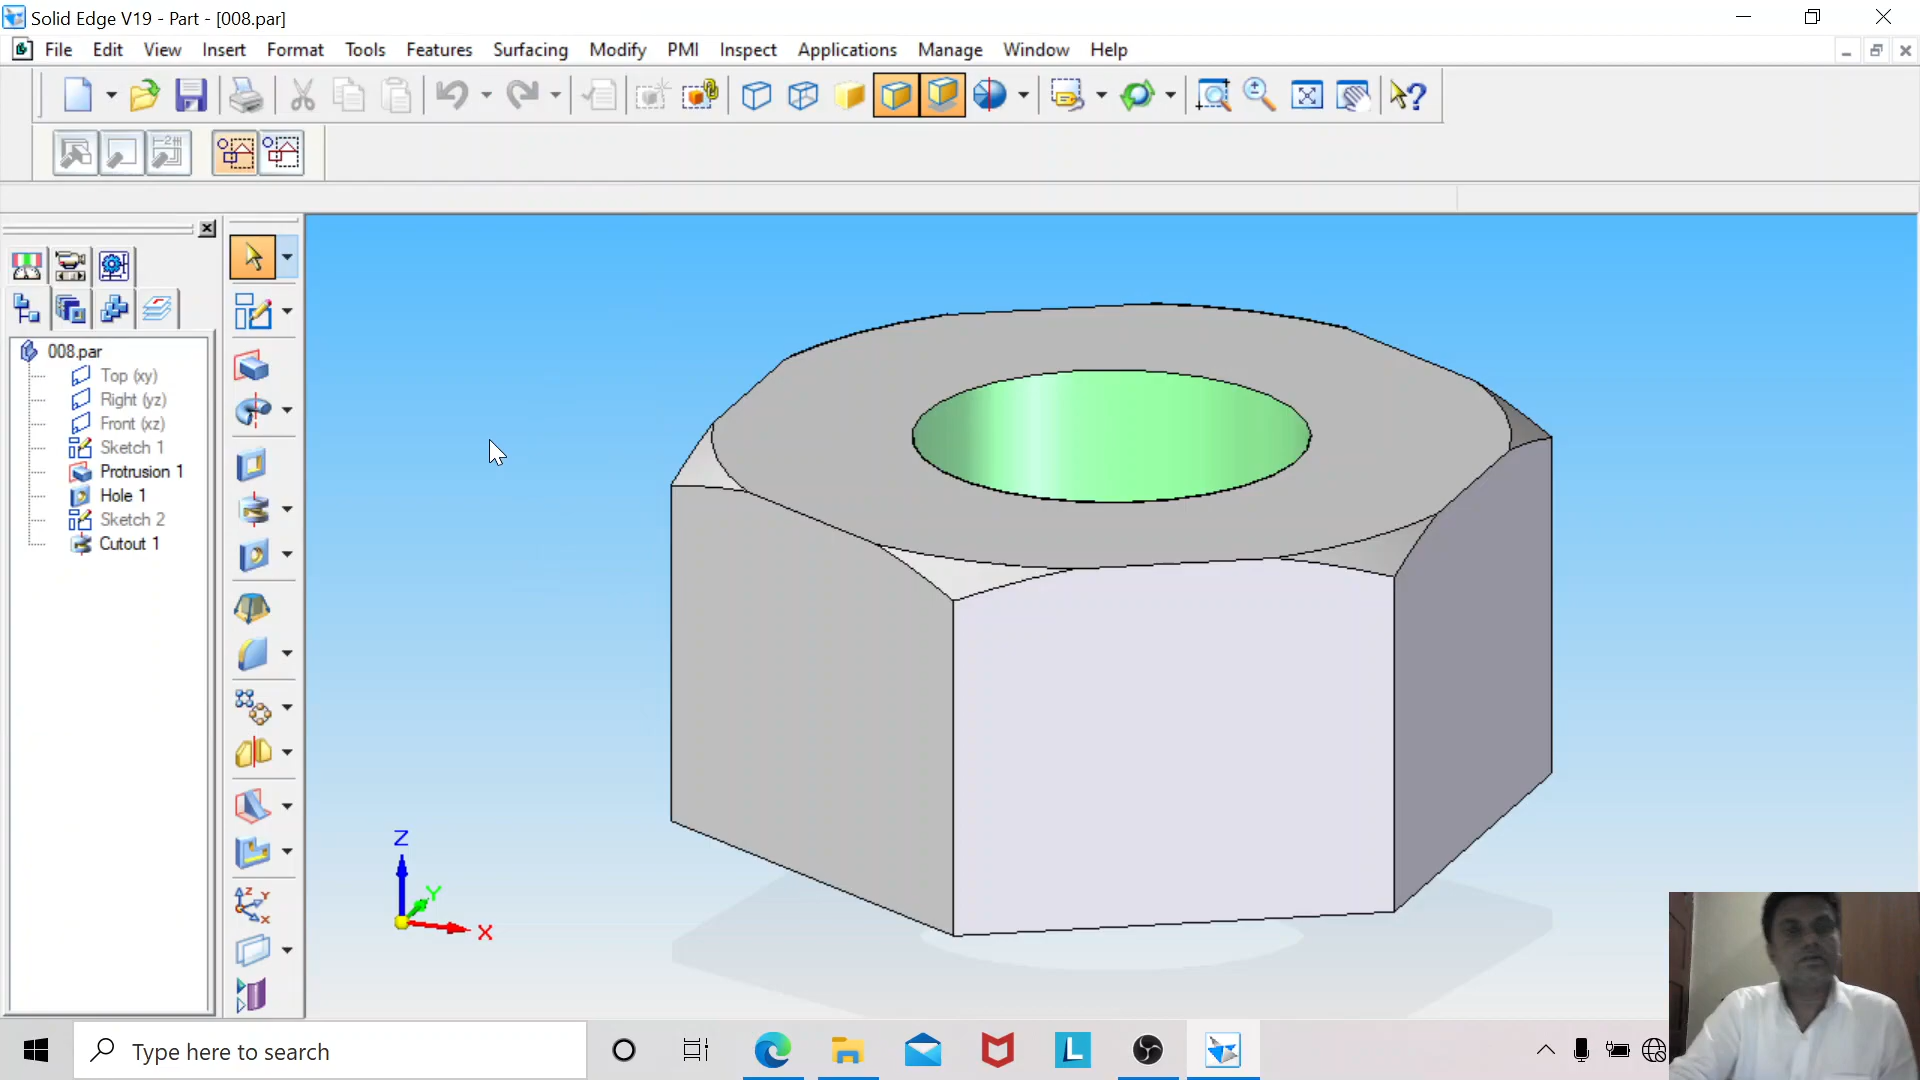 Solid Edge V19 - Part - [008.par]
File Edit View Insert Format Tools Features Surfacing Modify PMI Inspect Applications Manage Window Help
008.par
Top (xy)
Right (yz)
Front (xz)
Sketch 1
Protrusion 1
Hole 1
Sketch 2
Cutout 1
Z
Y
X
Type here to search